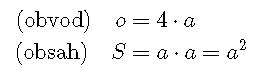 (obvod) o = 4 · a
(obsah) S = a · a = a²